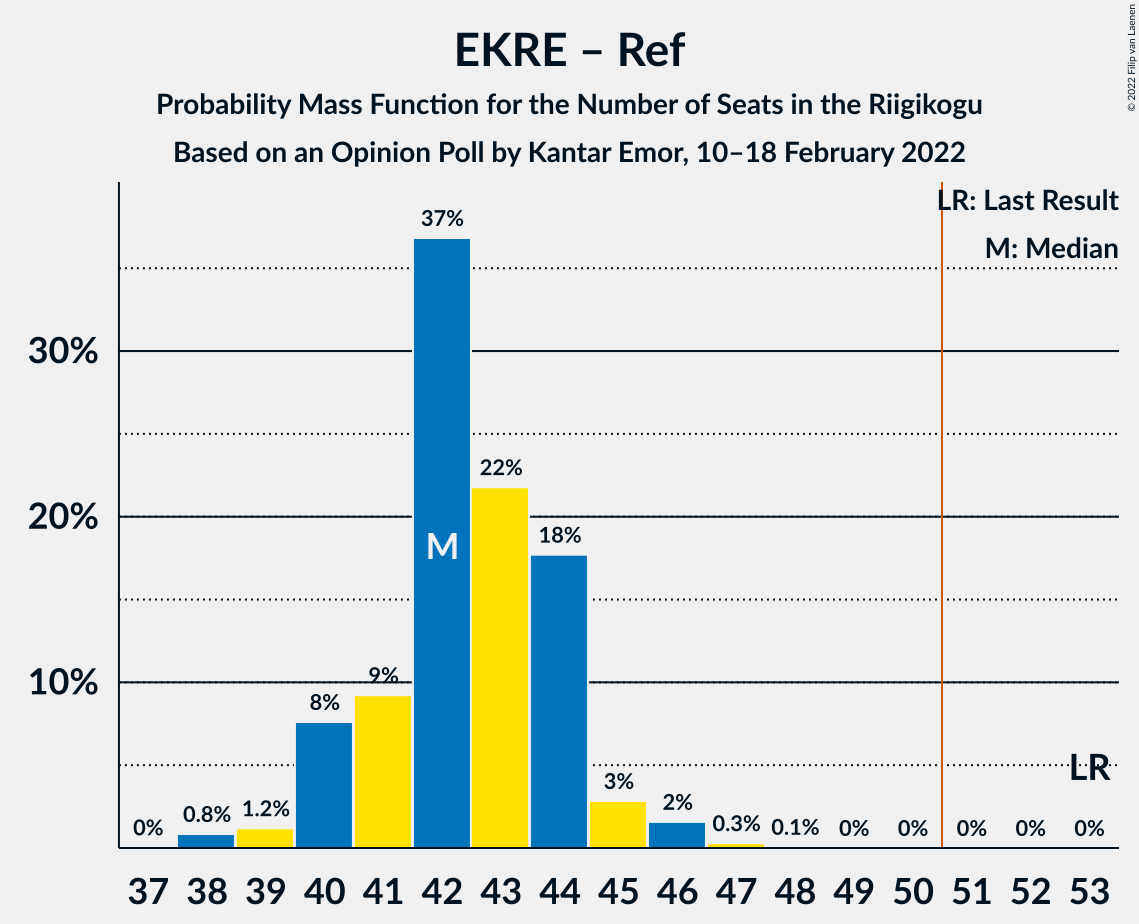 EKRE – Ref
Probability Mass Function for the Number of Seats in the Riigikogu
Based on an Opinion Poll by Kantar Emor, 10–18 February 2022
© 2022 Filip van Laenen
LR: Last Result
M: Median
30%
20%
10%
0%
0.8%
1.2%
8%
9%
37%
22%
18%
3%
2%
0.3%
0.1%
0%
0%
0%
0%
0%
M
LR
37 38 39 40 41 42 43 44 45 46 47 48 49 50 51 52 53